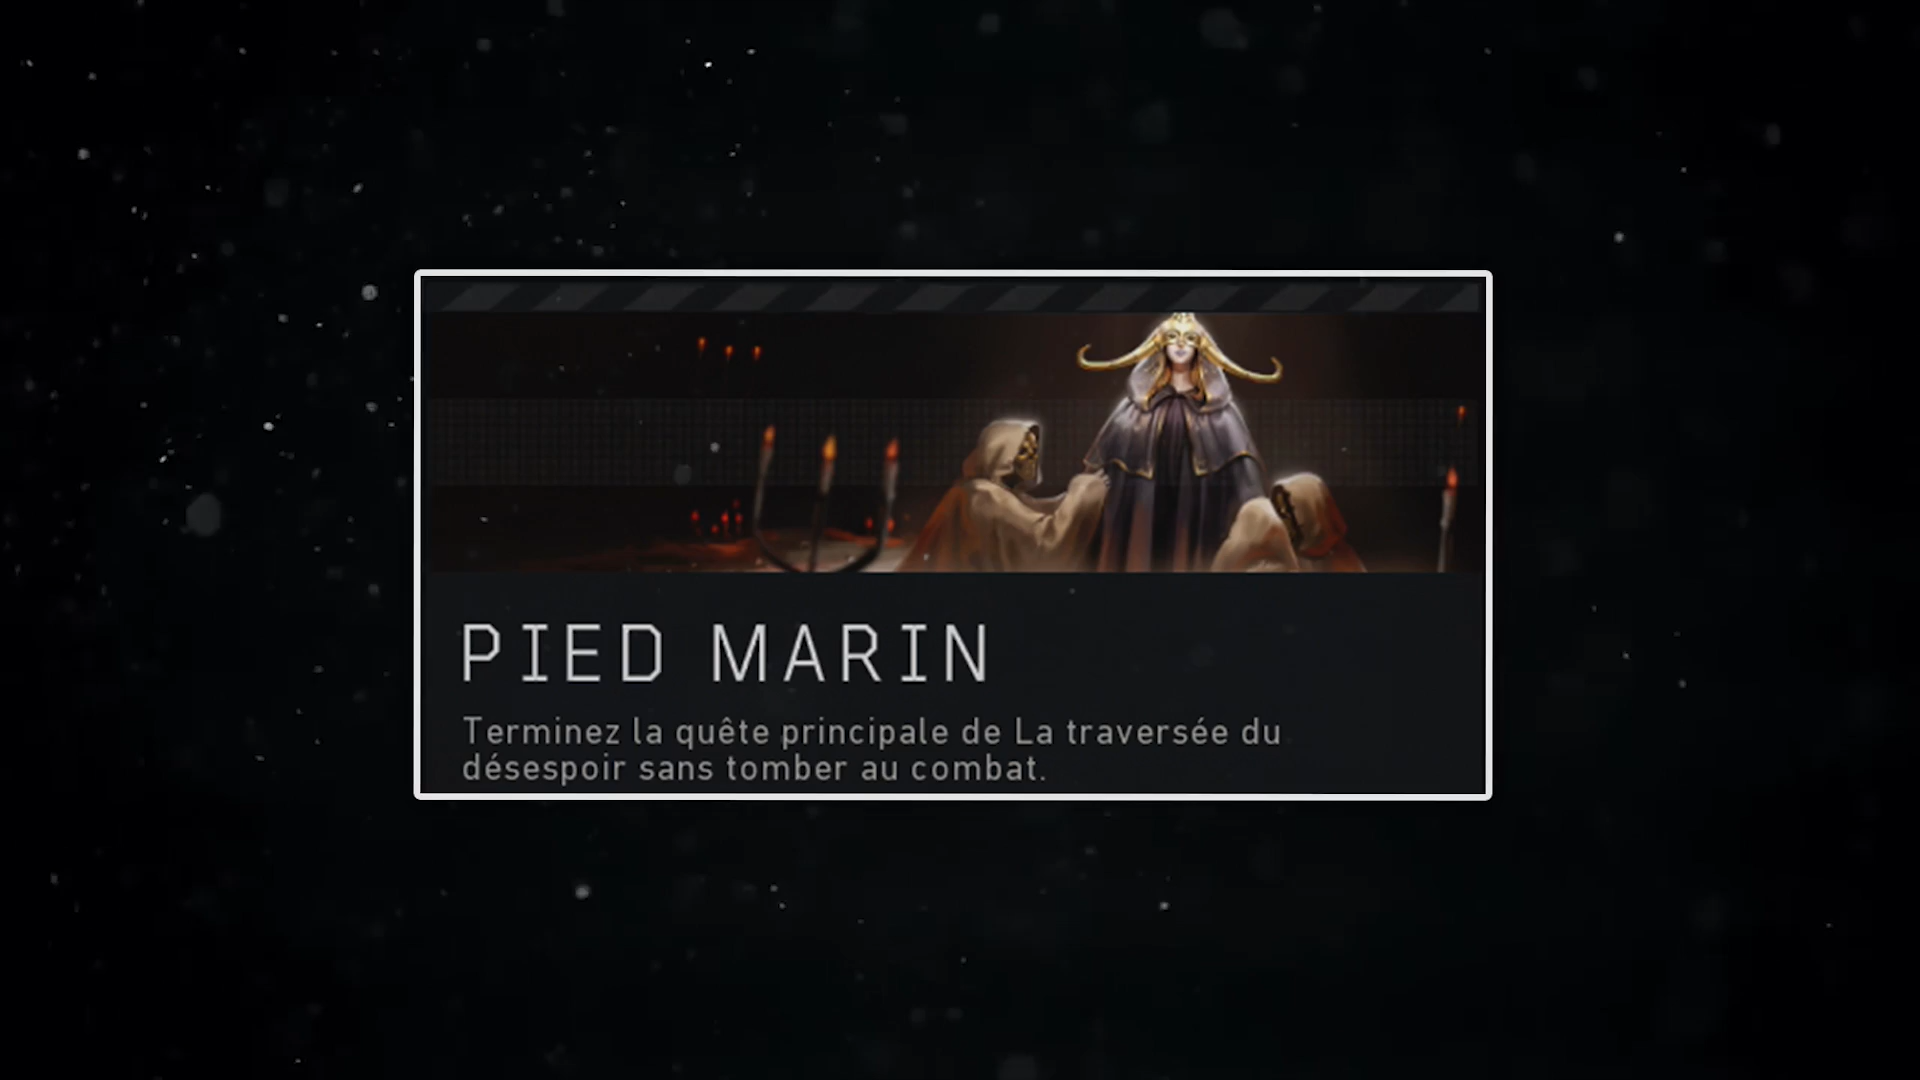 PIED MARIN
Terminez la quête principale de La traversée du
désespoir sans tomber au combat.